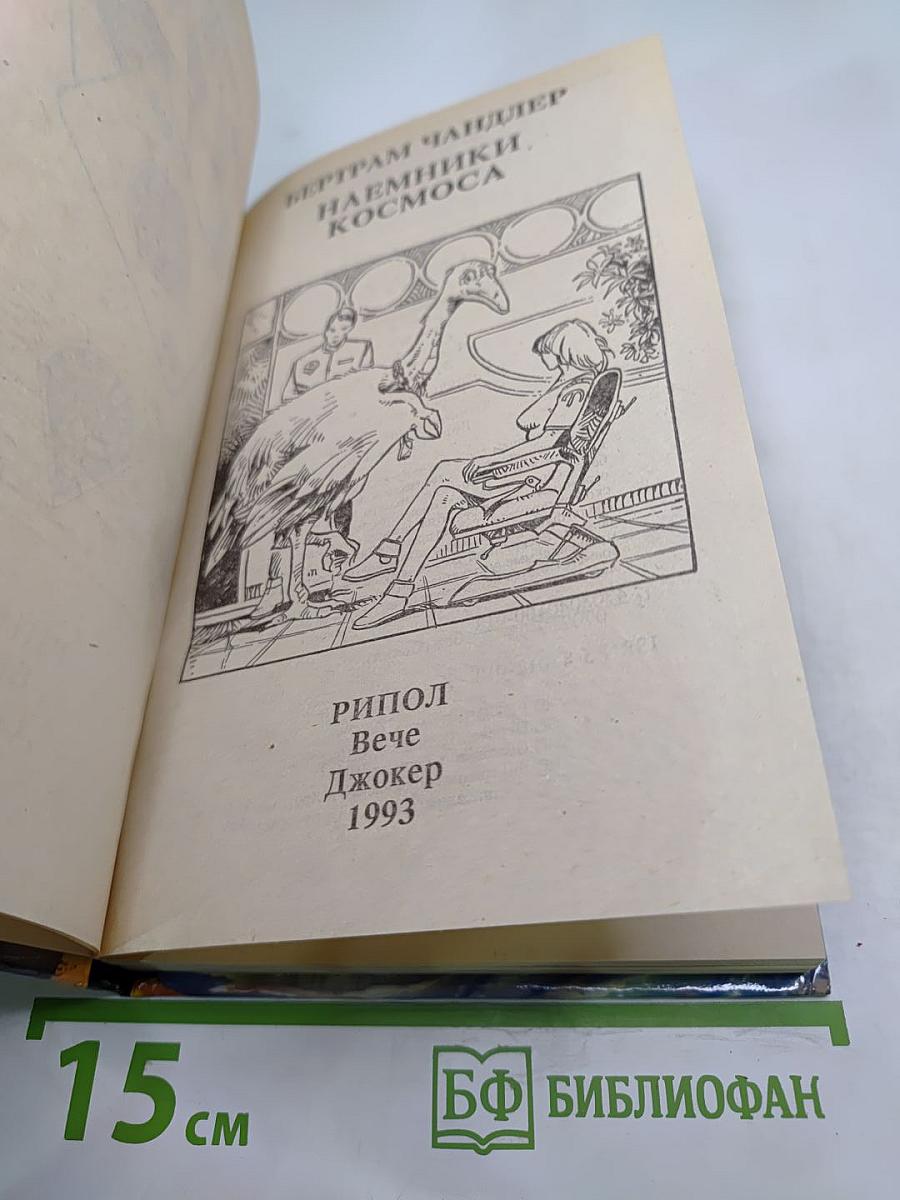 БЕРТРАМ ЧАНДЛЕР
НАЕМНИКИ
КОСМОСА
РИПОЛ
Вече
Джокер
1993
15 см
БФ БИБЛИОФАН